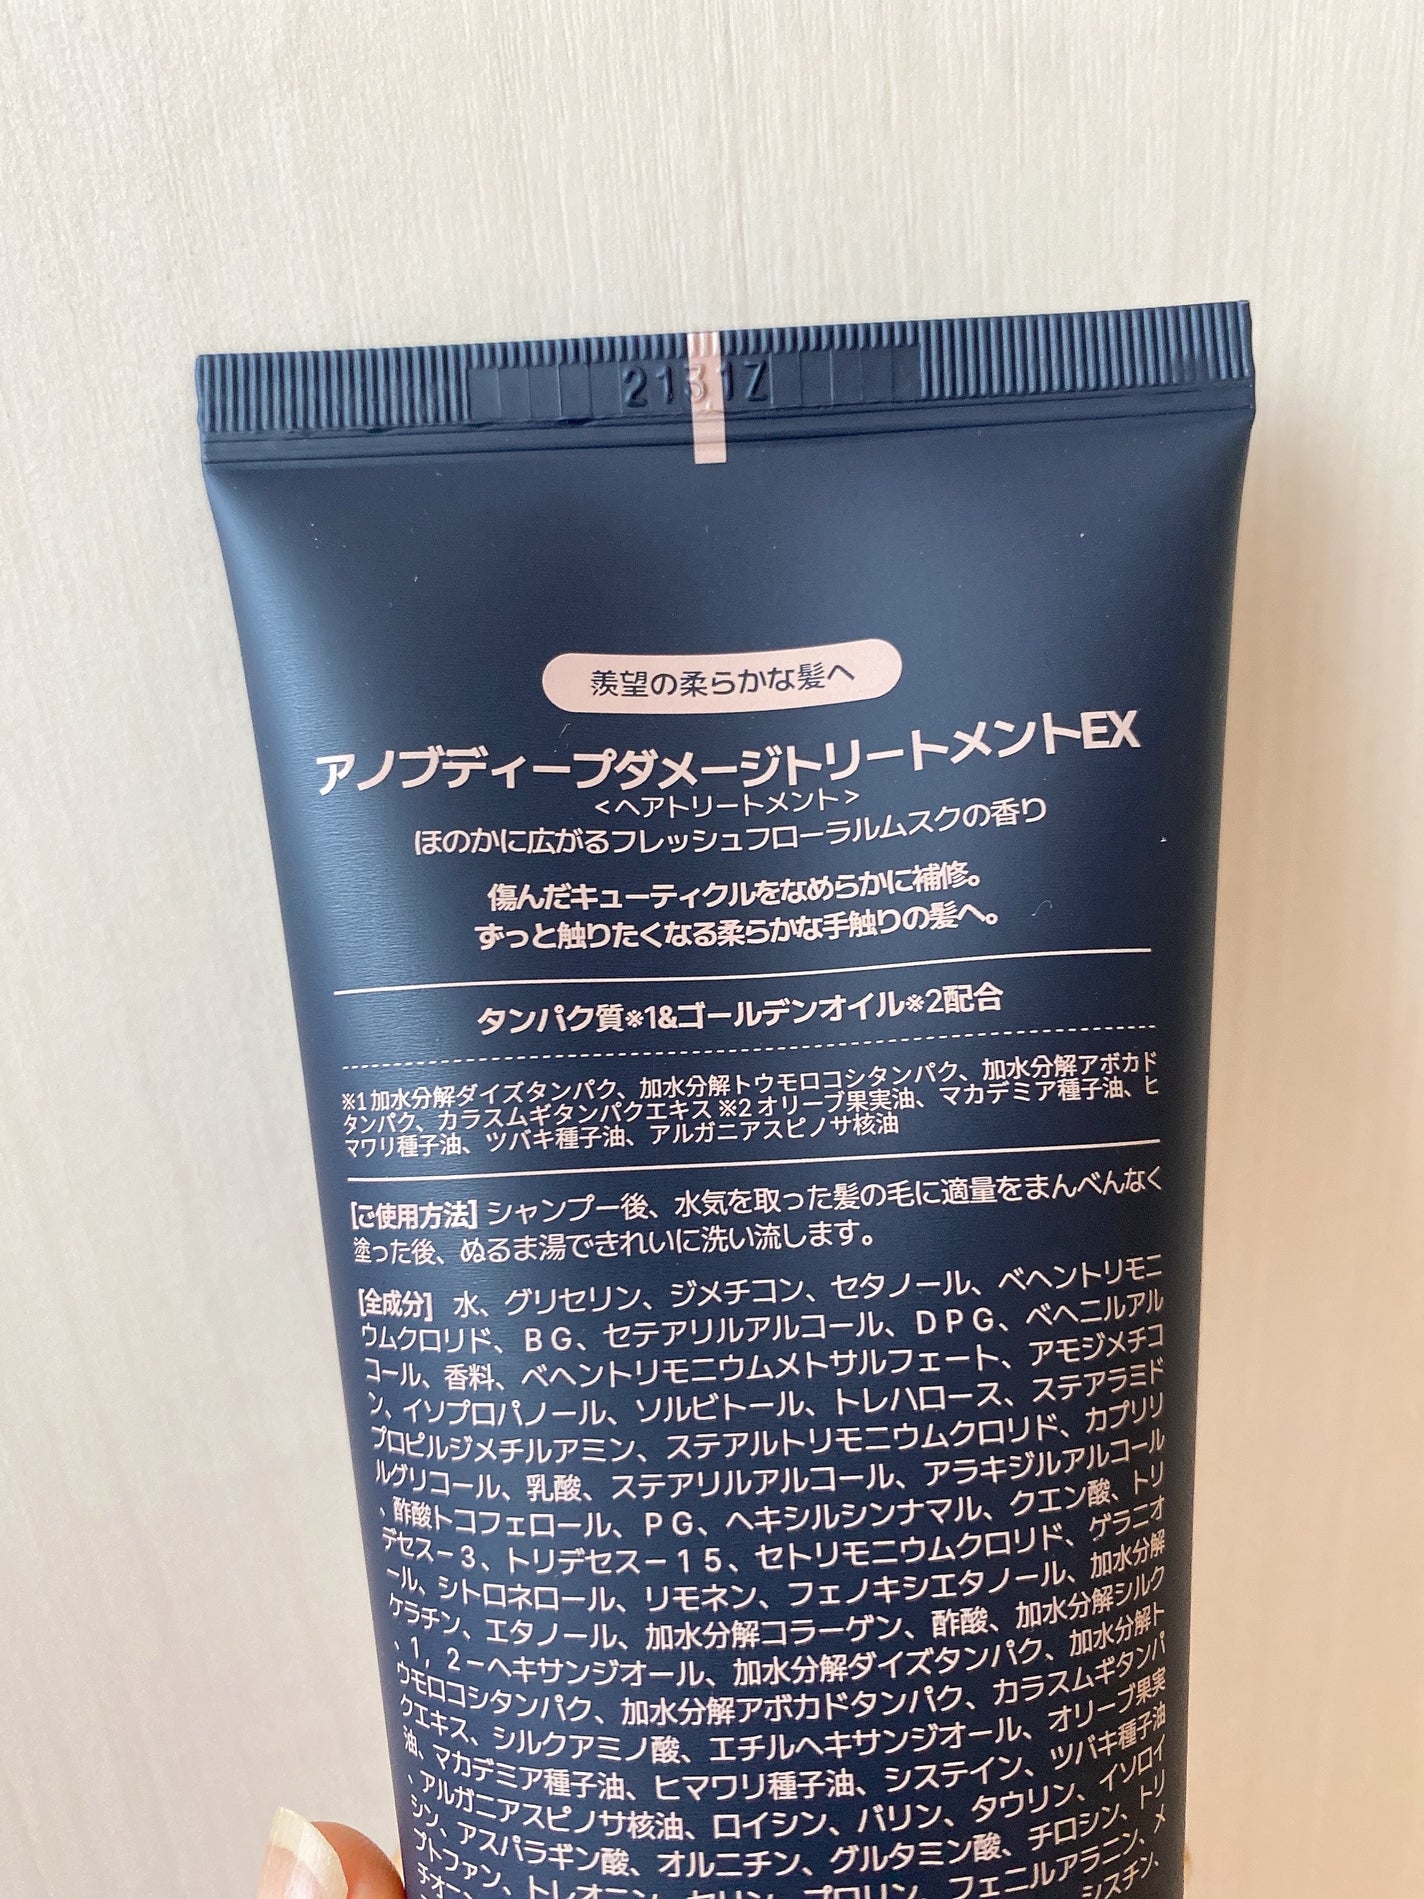 2131Z
羨望の柔らかな髪へ
アノブディープダメージトリートメントEX
<ヘアトリートメント>
ほのかに広がるフレッシュフローラルムスクの香り
傷んだキューティクルをなめらかに補修。
ずっと触りたくなる柔らかな手触りの髪へ。
タンパク質※1&ゴールデンオイル※2配合
※1 加水分解ダイズタンパク、加水分解トウモロコシタンパク、加水分解アボカド
タンパク、カラスムギタンパクエキス ※2 オリーブ果実油、マカデミア種子油、ヒ
マワリ種子油、ツバキ種子油、アルガニアスピノサ核油
[ご使用方法] シャンプー後、水気を取った髪の毛に適量をまんべんなく
塗った後、ぬるま湯できれいに洗い流します。
[全成分] 水、グリセリン、ジメチコン、セタノール、ベヘントリモニ
ウムクロリド、BG、セテアリルアルコール、DPG、ベヘニルアル
コール、香料、ベヘントリモニウムメトサルフェート、アモジメチコ
ン、イソプロパノール、ソルビトール、トレハロース、ステアラミド
プロピルジメチルアミン、ステアルトリモニウムクロリド、カプリリ
ルグリコール、乳酸、ステアリルアルコール、アラキジルアルコール
、酢酸トコフェロール、PG、ヘキシルシンナマル、クエン酸、トリ
デセス－3、トリデセス－15、セトリモニウムクロリド、ゲラニオ
ール、シトロネロール、リモネン、フェノキシエタノール、加水分解
ケラチン、エタノール、加水分解コラーゲン、酢酸、加水分解シルク
、1，2－ヘキサンジオール、加水分解ダイズタンパク、加水分解ト
ウモロコシタンパク、加水分解アボカドタンパク、カラスムギタンパ
クエキス、シルクアミノ酸、エチルヘキサンジオール、オリーブ果実
油、マカデミア種子油、ヒマワリ種子油、システイン、ツバキ種子油
、アルガニアスピノサ核油、ロイシン、バリン、タウリン、イソロイ
シン、アスパラギン酸、オルニチン、グルタミン酸、チロシン、トリ
プトファン、トレオニン、セリン、プロリン、フェニルアラニン、メ
チオ
システン、